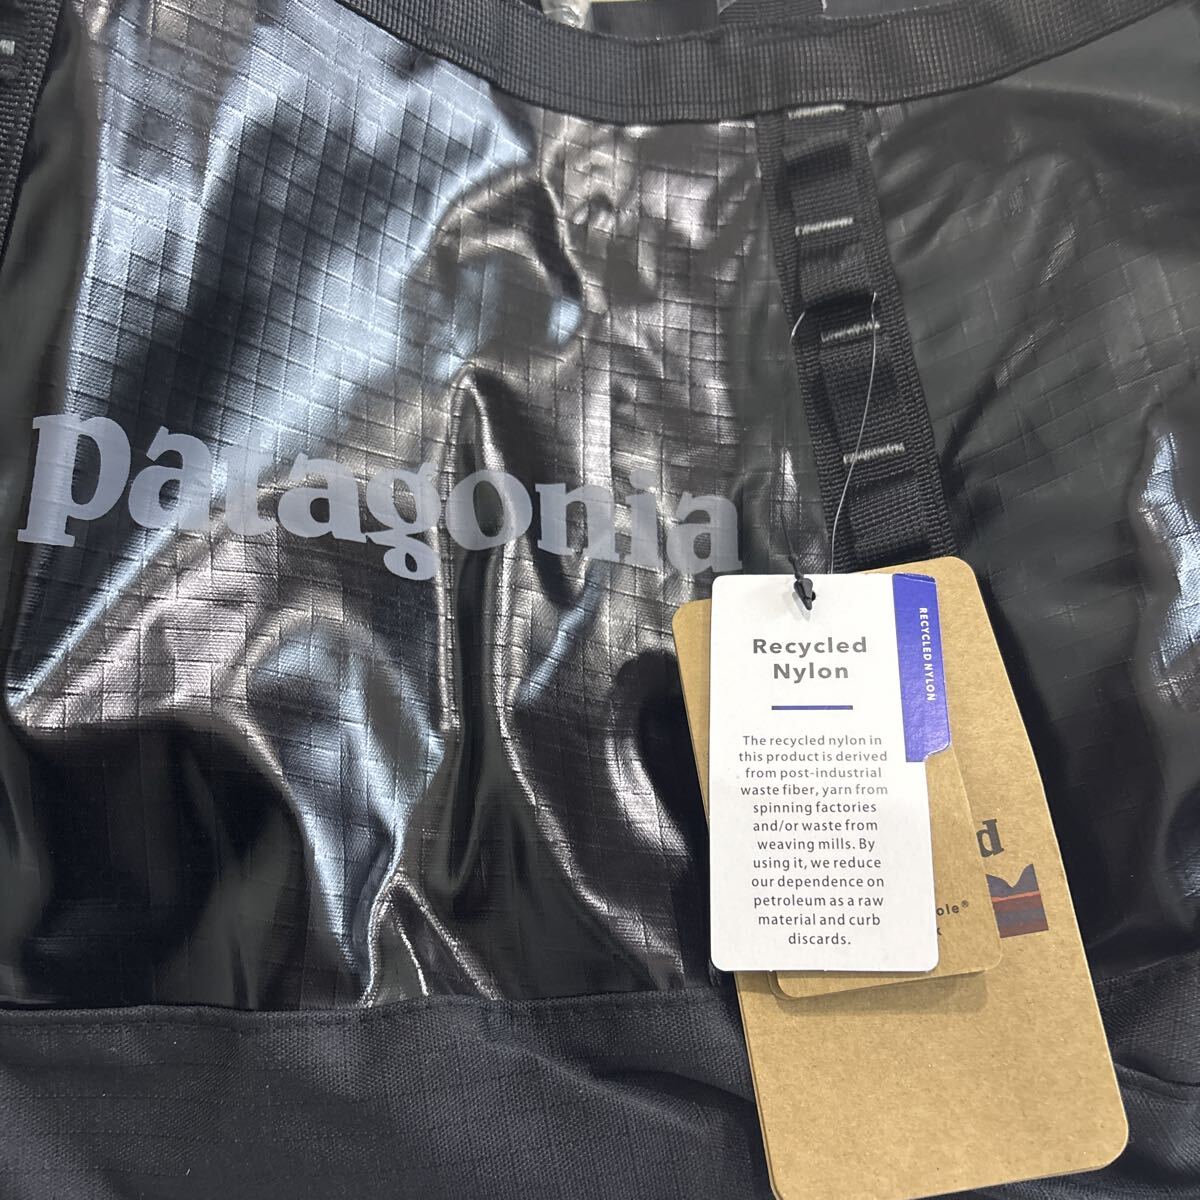 patagonia
Recycled
Nylon
RECYCLED NYLON
The recycled nylon in
this product is derived
from post-industrial
waste fiber, yarn from
spinning factories
and/or waste from
weaving mills. By
using it, we reduce
our dependence on
petroleum as a raw
material and curb
discards.